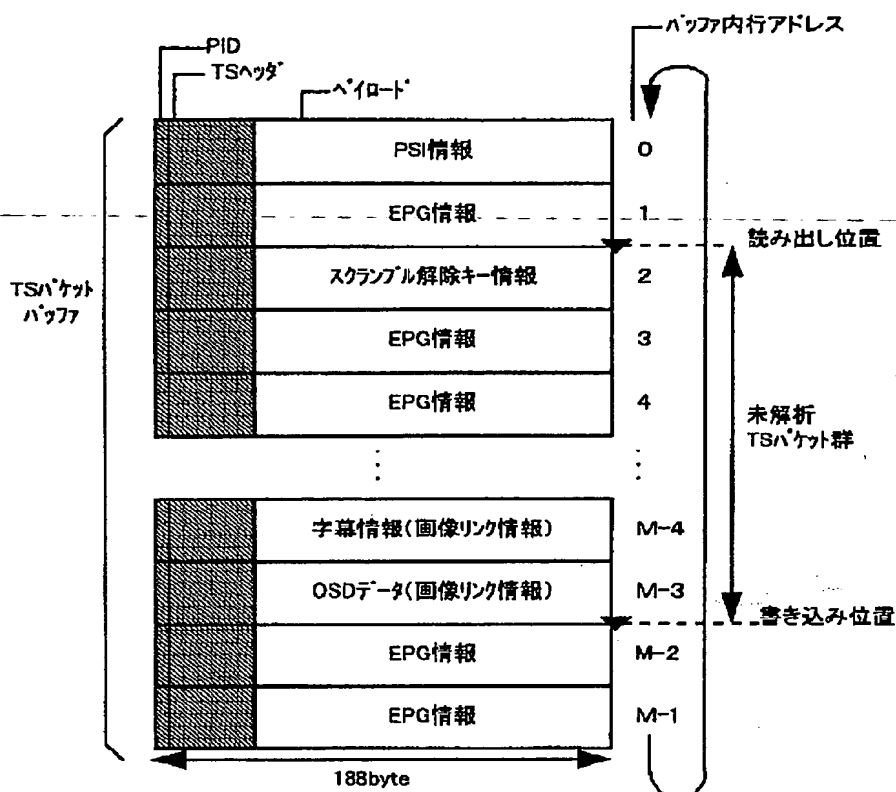 PID
TSヘッダ
ペイロード
バッファ内行アドレス
PSI情報
0
EPG情報
1
読み出し位置
スクランブル解除キー情報
2
TSパケット
バッファ
EPG情報
3
EPG情報
4
未解析
TSパケット群
⋮
⋮
字幕情報(画像リンク情報)
M-4
OSDデータ(画像リンク情報)
M-3
書き込み位置
EPG情報
M-2
EPG情報
M-1
188byte